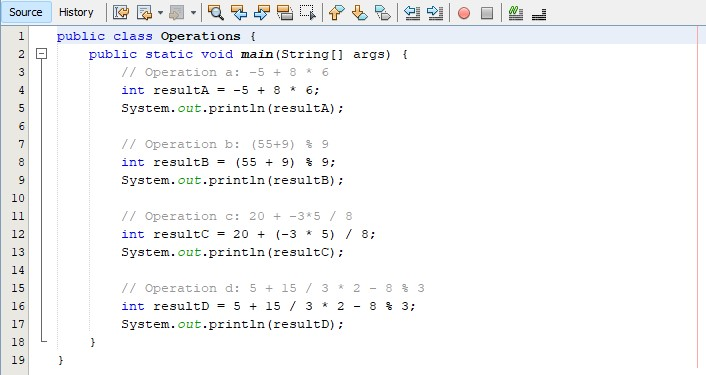 Source History
1 public class Operations {
2 public static void main(String[] args) {
3 // Operation a: -5 + 8 * 6
4 int resultA = -5 + 8 * 6;
5 System.out.println(resultA);
6
7 // Operation b: (55+9) % 9
8 int resultB = (55 + 9) % 9;
9 System.out.println(resultB);
10
11 // Operation c: 20 + -3*5 / 8
12 int resultC = 20 + (-3 * 5) / 8;
13 System.out.println(resultC);
14
15 // Operation d: 5 + 15 / 3 * 2 - 8 % 3
16 int resultD = 5 + 15 / 3 * 2 - 8 % 3;
17 System.out.println(resultD);
18 }
19 }